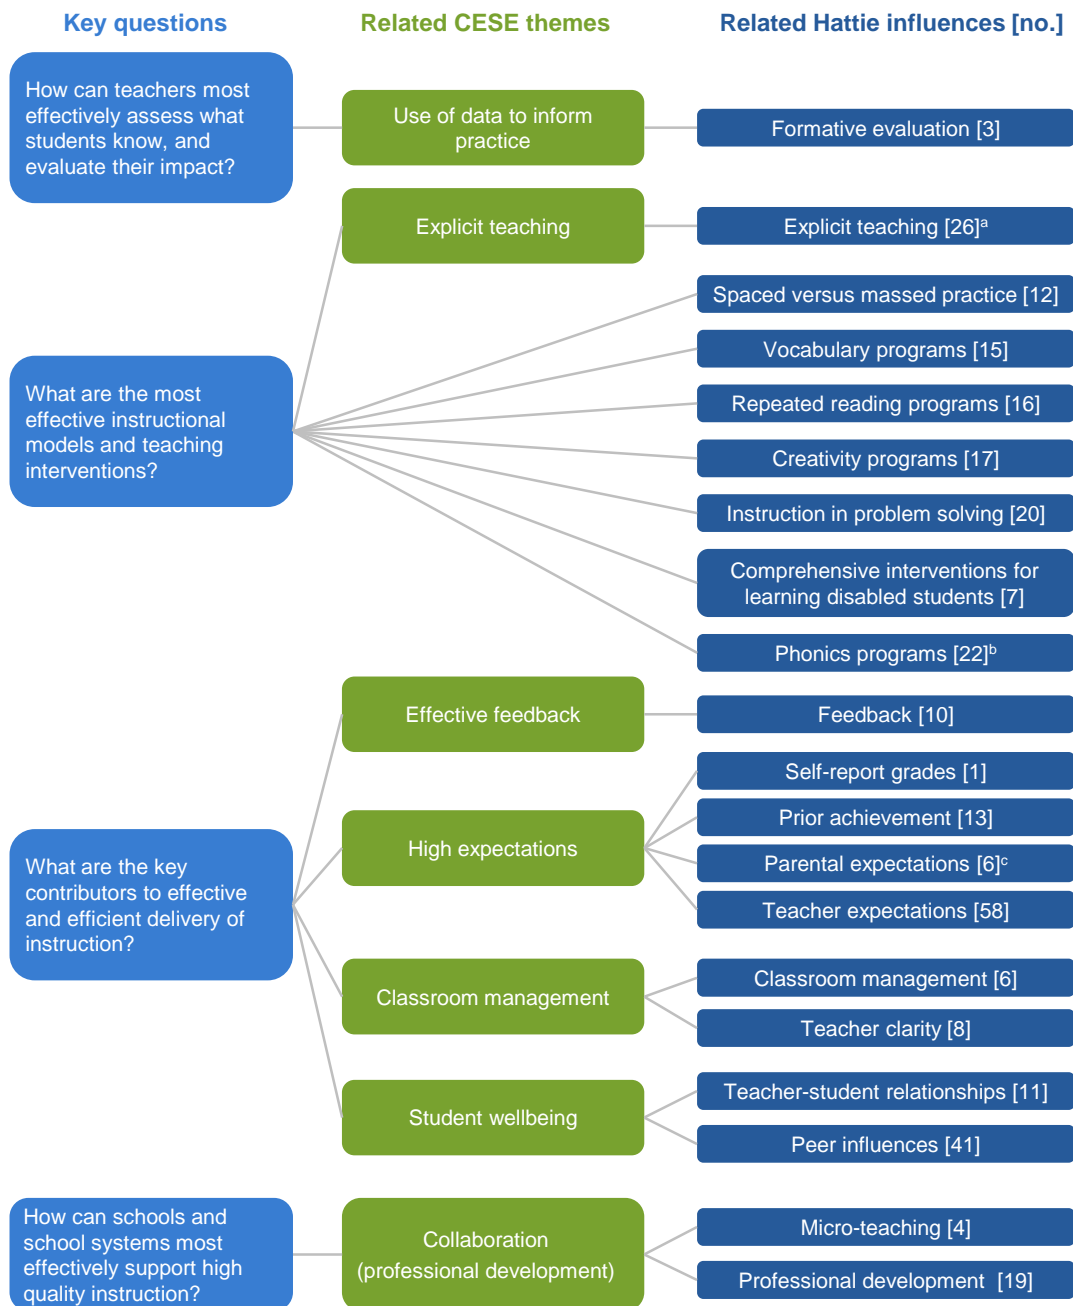 Key questions
Related CESE themes
Related Hattie influences [no.]
How can teachers most
effectively assess what
students know, and
evaluate their impact?
Use of data to inform
practice
Formative evaluation [3]
Explicit teaching
Explicit teaching [26]a
What are the most
effective instructional
models and teaching
interventions?
Spaced versus massed practice [12]
Vocabulary programs [15]
Repeated reading programs [16]
Creativity programs [17]
Instruction in problem solving [20]
Comprehensive interventions for
learning disabled students [7]
Phonics programs [22]b
What are the key
contributors to effective
and efficient delivery of
instruction?
Effective feedback
Feedback [10]
High expectations
Self-report grades [1]
Prior achievement [13]
Parental expectations [6]c
Teacher expectations [58]
Classroom management
Classroom management [6]
Teacher clarity [8]
Student wellbeing
Teacher-student relationships [11]
Peer influences [41]
How can schools and
school systems most
effectively support high
quality instruction?
Collaboration
(professional development)
Micro-teaching [4]
Professional development [19]